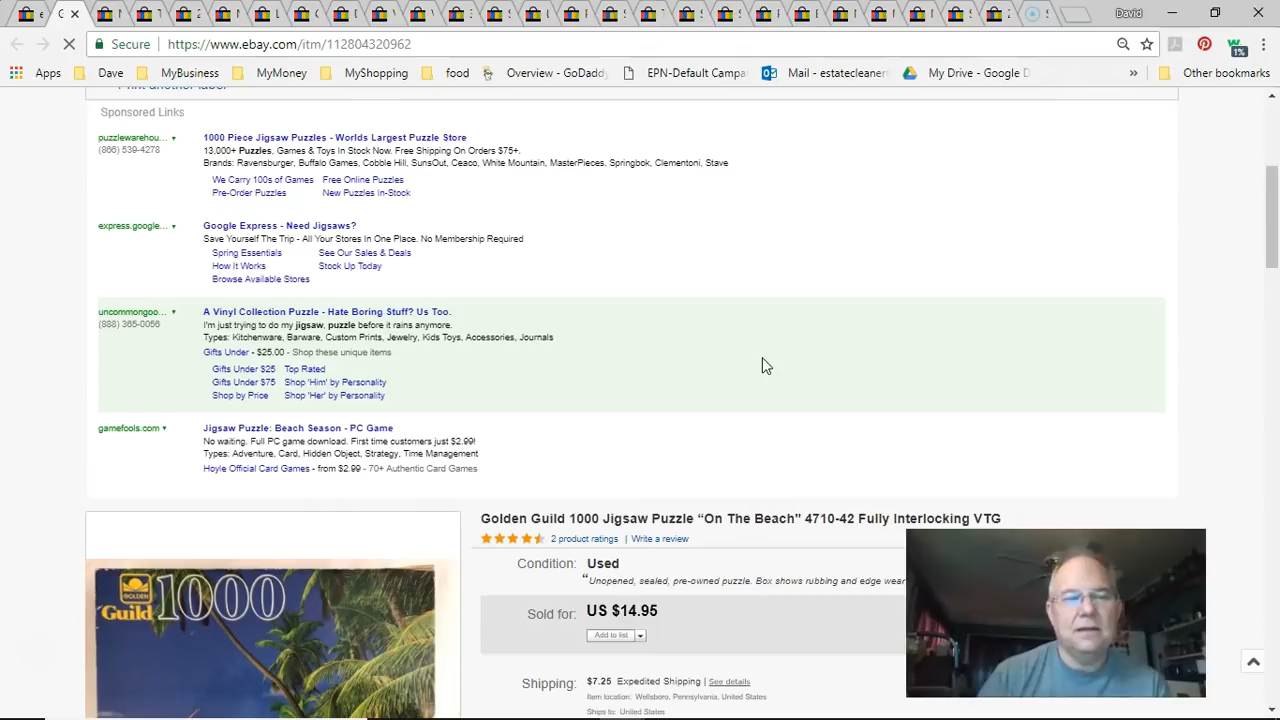 David
Secure
https://www.ebay.com/itm/112804320962
1%
Apps Dave MyBusiness MyMoney MyShopping food Overview - GoDaddy EPN-Default Campa Mail - estatecleaner My Drive - Google D » Other bookmarks
Print another label
Sponsored Links
puzzlewarehou... 1000 Piece Jigsaw Puzzles - Worlds Largest Puzzle Store
(866) 539-4278 13,000+ Puzzles, Games & Toys In Stock Now. Free Shipping On Orders $75+.
Brands: Ravensburger, Buffalo Games, Cobble Hill, SunsOut, Ceaco, White Mountain, MasterPieces, Springbok, Clementoni, Stave
We Carry 100s of Games Free Online Puzzles
Pre-Order Puzzles New Puzzles In-Stock
express.google... Google Express - Need Jigsaws?
Save Yourself The Trip - All Your Stores In One Place. No Membership Required
Spring Essentials See Our Sales & Deals
How It Works Stock Up Today
Browse Available Stores
uncommongoo... A Vinyl Collection Puzzle - Hate Boring Stuff? Us Too.
(888) 365-0056 I'm just trying to do my jigsaw, puzzle before it rains anymore.
Types: Kitchenware, Barware, Custom Prints, Jewelry, Kids Toys, Accessories, Journals
Gifts Under - $25.00 - Shop these unique items
Gifts Under $25 Top Rated
Gifts Under $75 Shop 'Him' by Personality
Shop by Price Shop 'Her' by Personality
gamefools.com Jigsaw Puzzle: Beach Season - PC Game
No waiting. Full PC game download. First time customers just $2.99!
Types: Adventure, Card, Hidden Object, Strategy, Time Management
Hoyle Official Card Games - from $2.99 - 70+ Authentic Card Games
Golden Guild 1000 Jigsaw Puzzle “On The Beach" 4710-42 Fully Interlocking VTG
2 product ratings | Write a review
Condition: Used
“Unopened, sealed, pre-owned puzzle. Box shows rubbing and edge wear
Sold for: US $14.95
Add to list
Shipping: $7.25 Expedited Shipping | See details
Item location: Wellsboro, Pennsylvania, United States
Ships to: United States
GOLDEN
Guild 1000